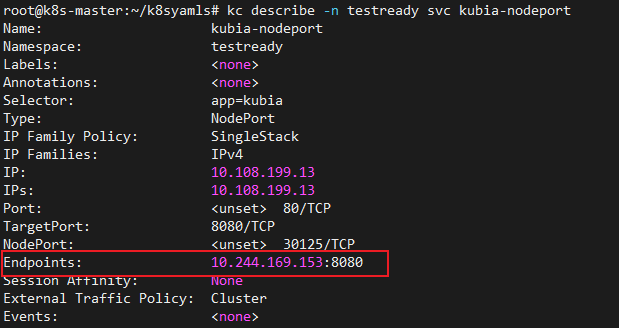 root@k8s-master:~/k8syamls# kc describe -n testready svc kubia-nodeport
Name:                     kubia-nodeport
Namespace:                testready
Labels:                   <none>
Annotations:              <none>
Selector:                 app=kubia
Type:                     NodePort
IP Family Policy:         SingleStack
IP Families:              IPv4
IP:                       10.108.199.13
IPs:                      10.108.199.13
Port:                     <unset>  80/TCP
TargetPort:               8080/TCP
NodePort:                 <unset>  30125/TCP
Endpoints:                10.244.169.153:8080
Session Affinity:         None
External Traffic Policy:  Cluster
Events:                   <none>